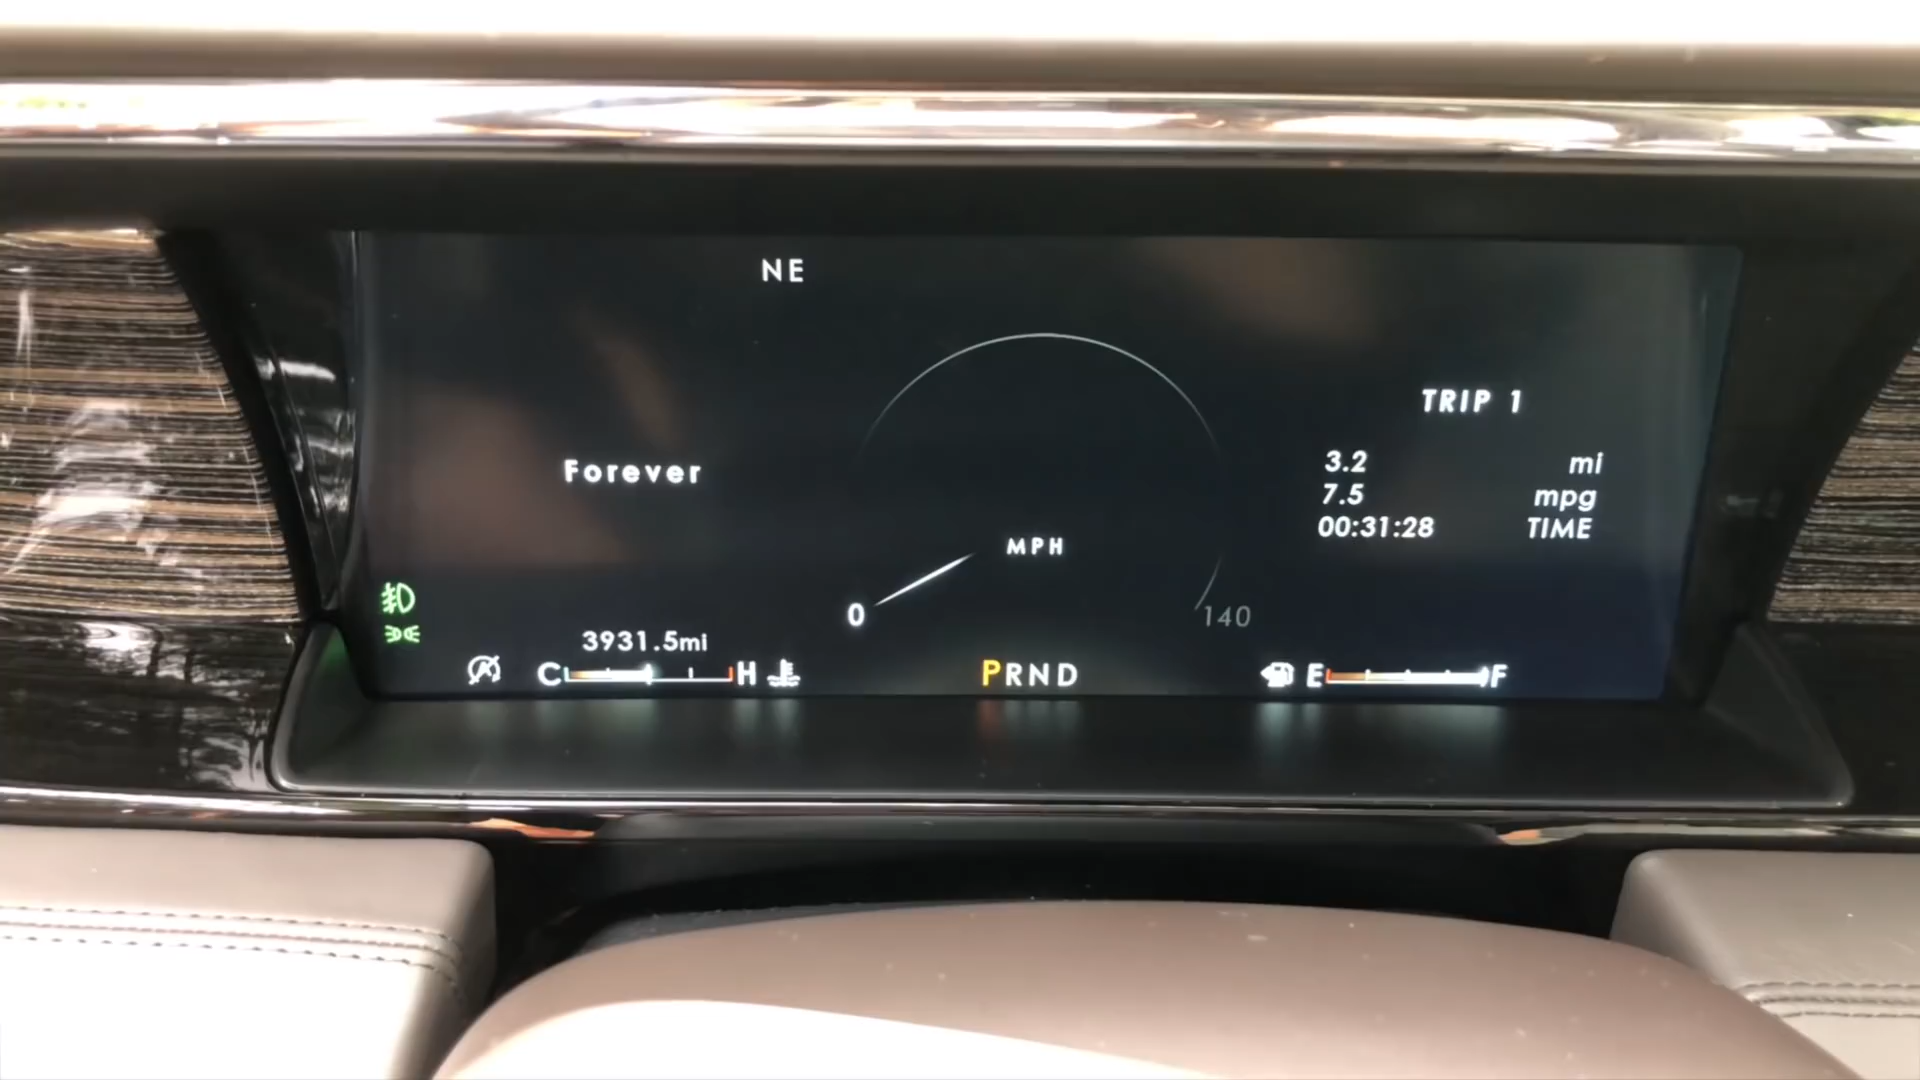 NE
TRIP 1
Forever
3.2 mi
7.5 mpg
00:31:28 TIME
MPH
0
140
3931.5mi
C H
PRND
E F